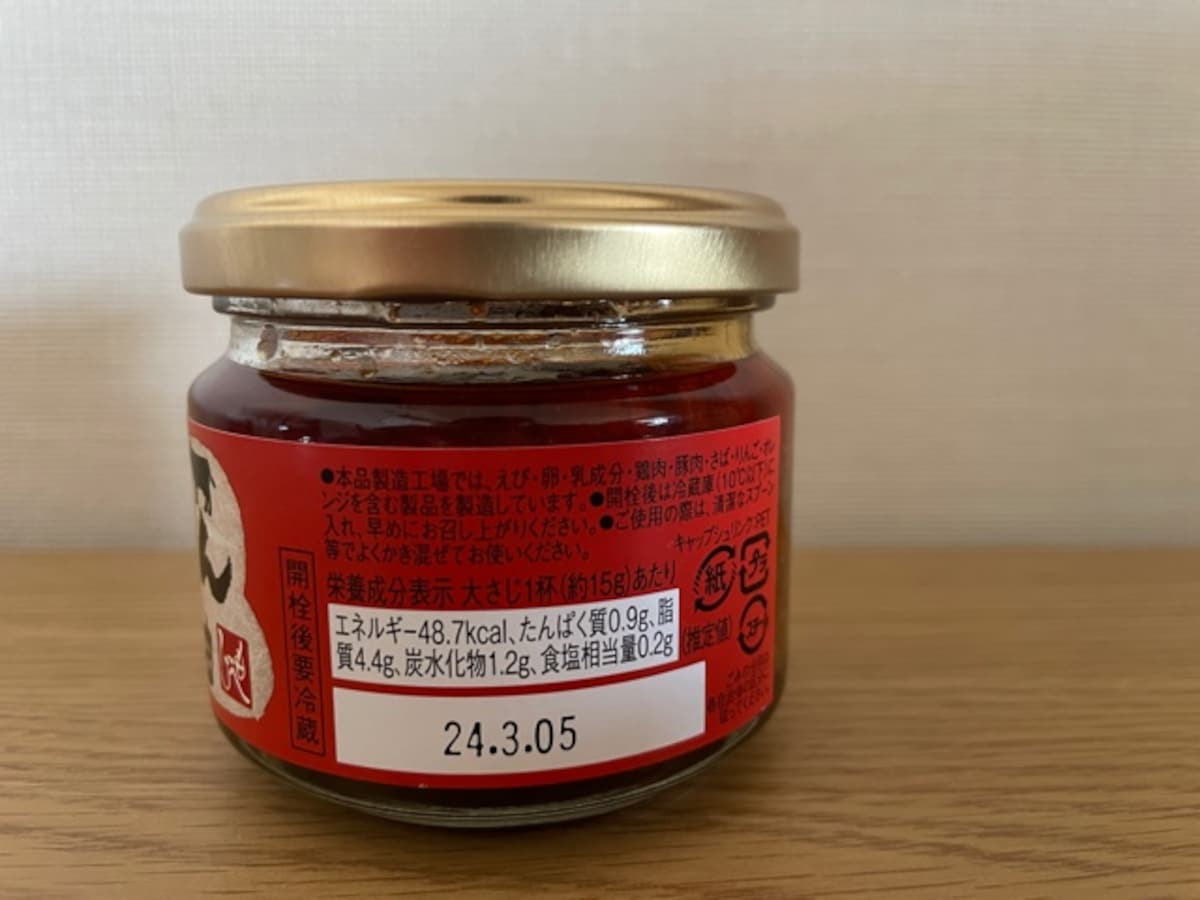 ●本品製造工場では、えび・卵・乳成分・鶏肉・豚肉・さば・りんご・オレ
ンジを含む製品を製造しています。●開栓後は冷蔵庫(10℃以下)に
入れ、早めにお召し上がりください。●ご使用の際は、清潔なスプーン
等でよくかき混ぜてお使いください。
キャップシュリンク:PET
紙
プラ
開栓後要冷蔵
栄養成分表示 大さじ1杯(約15g)あたり
エネルギー48.7kcal、たんぱく質0.9g、脂
質4.4g、炭水化物1.2g、食塩相当量0.2g
(推定値)
24.3.05